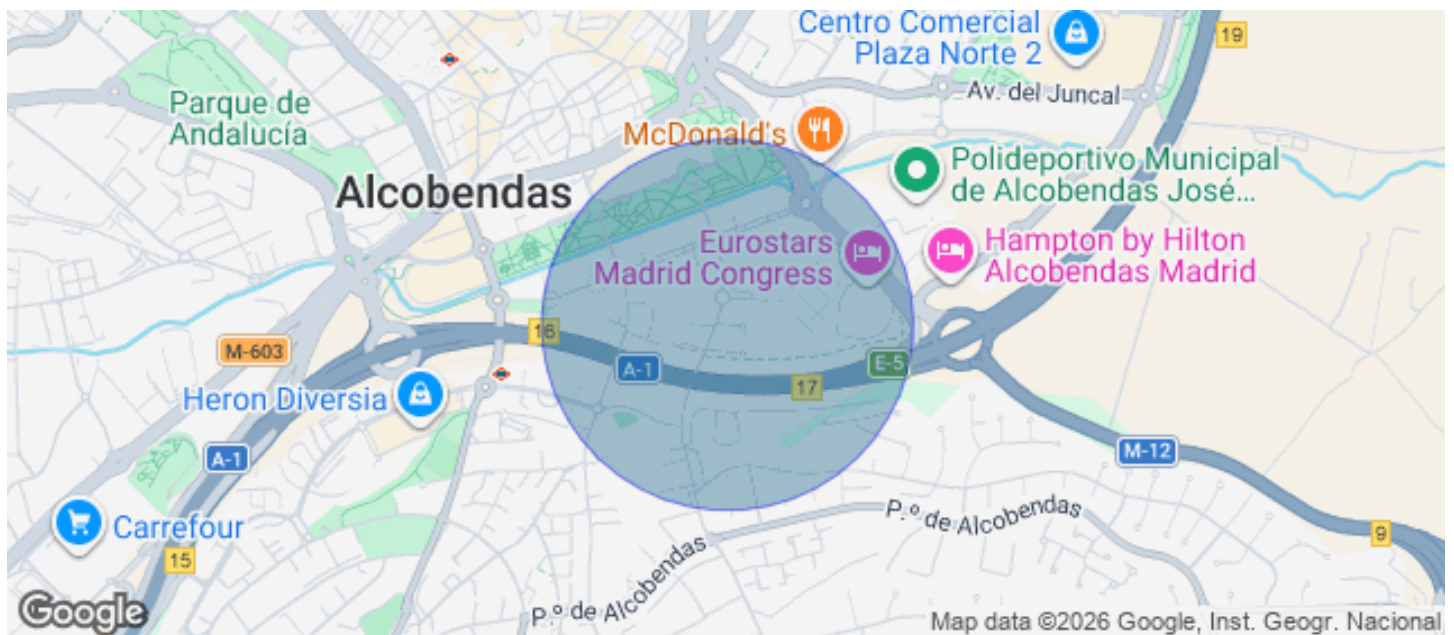 Centro Comercial
Plaza Norte 2
19
Av. del Juncal
Parque de
Andalucía
McDonald's
Polideportivo Municipal
de Alcobendas José...
Alcobendas
Eurostars
Madrid Congress
Hampton by Hilton
Alcobendas Madrid
16
M-603
A-1
E-5
17
Heron Diversia
A-1
M-12
Carrefour
15
P.º de Alcobendas
9
P.º de Alcobendas
Google
Map data ©2026 Google, Inst. Geogr. Nacional